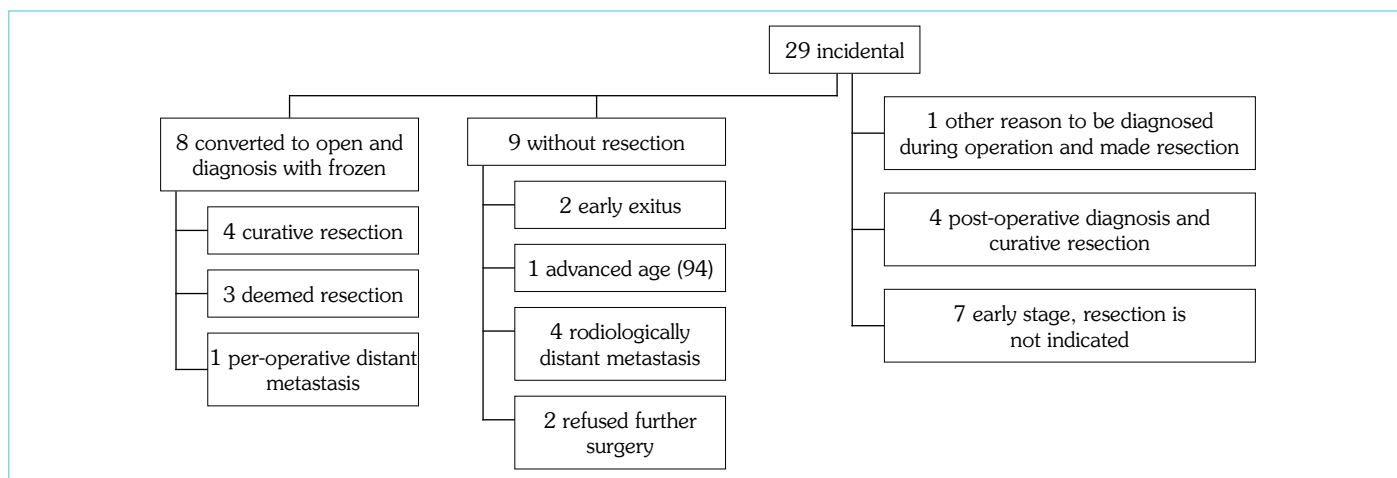 29 incidental
8 converted to open and
diagnosis with frozen
4 curative resection
3 deemed resection
1 per-operative distant
metastasis
9 without resection
2 early exitus
1 advanced age (94)
4 rodiologically
distant metastasis
2 refused further
surgery
1 other reason to be diagnosed
during operation and made resection
4 post-operative diagnosis and
curative resection
7 early stage, resection is
not indicated